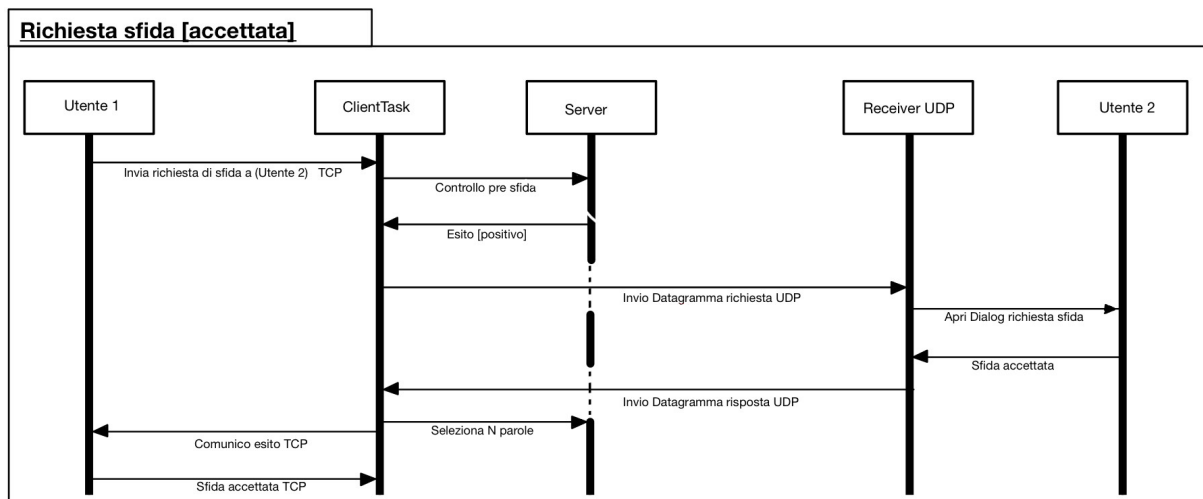 Richiesta sfida [accettata]
Utente 1
ClientTask
Server
Receiver UDP
Utente 2
Invia richiesta di sfida a (Utente 2) TCP
Controllo pre sfida
Esito [positivo]
Invio Datagramma richiesta UDP
Apri Dialog richiesta sfida
Sfida accettata
Invio Datagramma risposta UDP
Seleziona N parole
Comunico esito TCP
Sfida accettata TCP